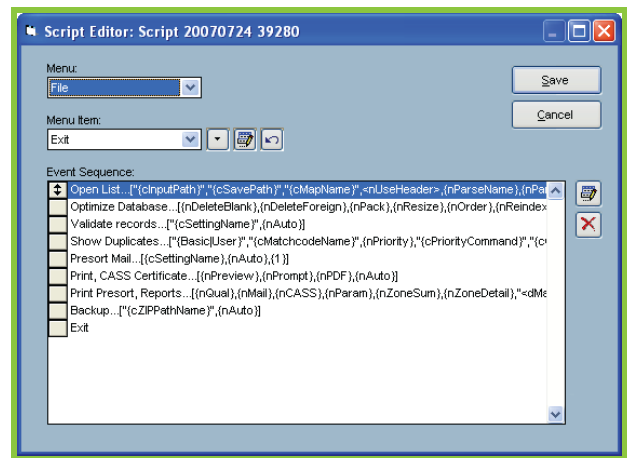 Script Editor: Script 20070724 39280
Menu:
File
Save
Menu Item:
Cancel
Exit
Event Sequence:
Open List...["{cInputPath}","{cSavePath}","{cMapName}",<nUseHeader>,{nParseName},{nPar
Optimize Database...[{nDeleteBlank},{nDeleteForeign},{nPack},{nResize},{nOrder},{nReindex
Validate records...["{cSettingName}",{nAuto}]
Show Duplicates...["{Basic|User}","{cMatchcodeName}",{nPriority},"{cPriorityCommand}","{c
Presort Mail...[{cSettingName},{nAuto},{1}]
Print, CASS Certificate...[{nPreview},{nPrompt},{nPDF},{nAuto}]
Print Presort, Reports...[{nQual},{nMail},{nCASS},{nParam},{nZoneSum},{nZoneDetail},"<dMa
Backup...["{cZIPPathName}",{nAuto}]
Exit